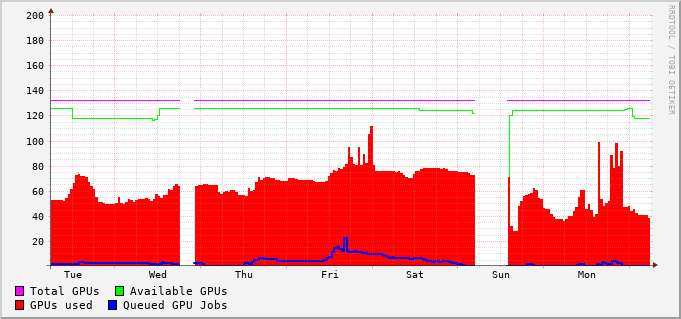 200
180
160
140
120
100
80
60
40
20
Tue Wed Thu Fri Sat Sun Mon
Total GPUs Available GPUs
GPUs used Queued GPU Jobs
RRDTOOL / TOBI OETIKER